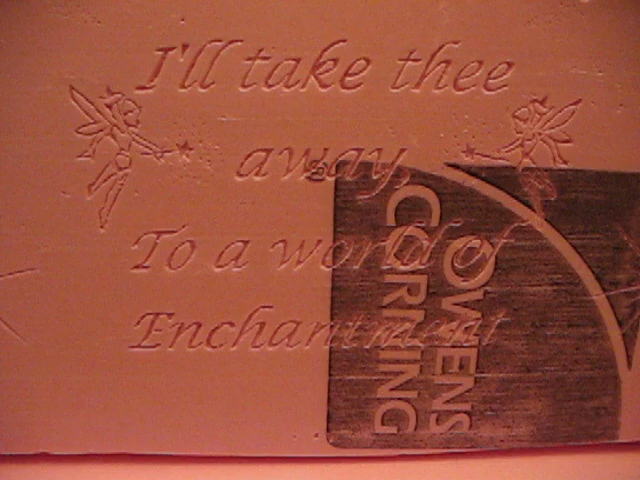 I'll take thee
away,
To a world of
Enchantment
OWENS
CORNING